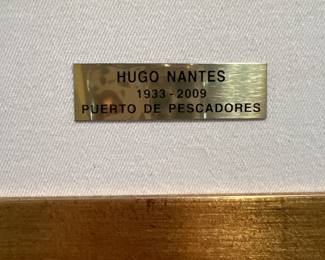 HUGO NANTES
1933-2009
PUERTO DE PESCADORES